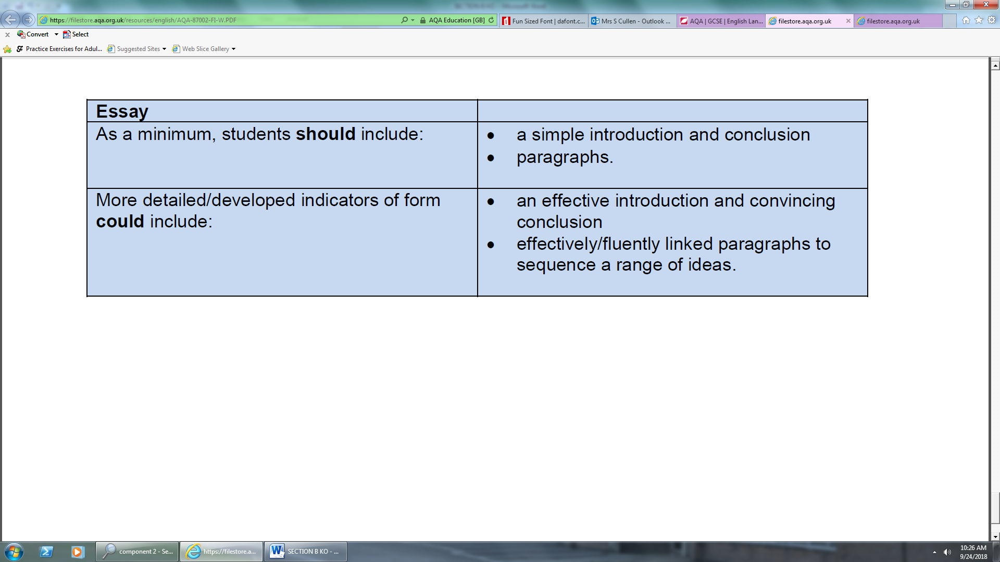 https://filestore.aqa.org.uk/resources/english/AQA-87002-FI-W.PDF
AQA Education [GB]
Fun Sized Font | dafont.c...
Mrs S Cullen - Outlook ...
AQA | GCSE | English Lan...
filestore.aqa.org.uk
filestore.aqa.org.uk
x Convert Select
Practice Exercises for Adul... Suggested Sites Web Slice Gallery
Essay
As a minimum, students should include:
• a simple introduction and conclusion
• paragraphs.
More detailed/developed indicators of form
could include:
• an effective introduction and convincing
conclusion
• effectively/fluently linked paragraphs to
sequence a range of ideas.
component 2 - Se...
https://filestore.a...
SECTION B KO - ...
10:26 AM
9/24/2018